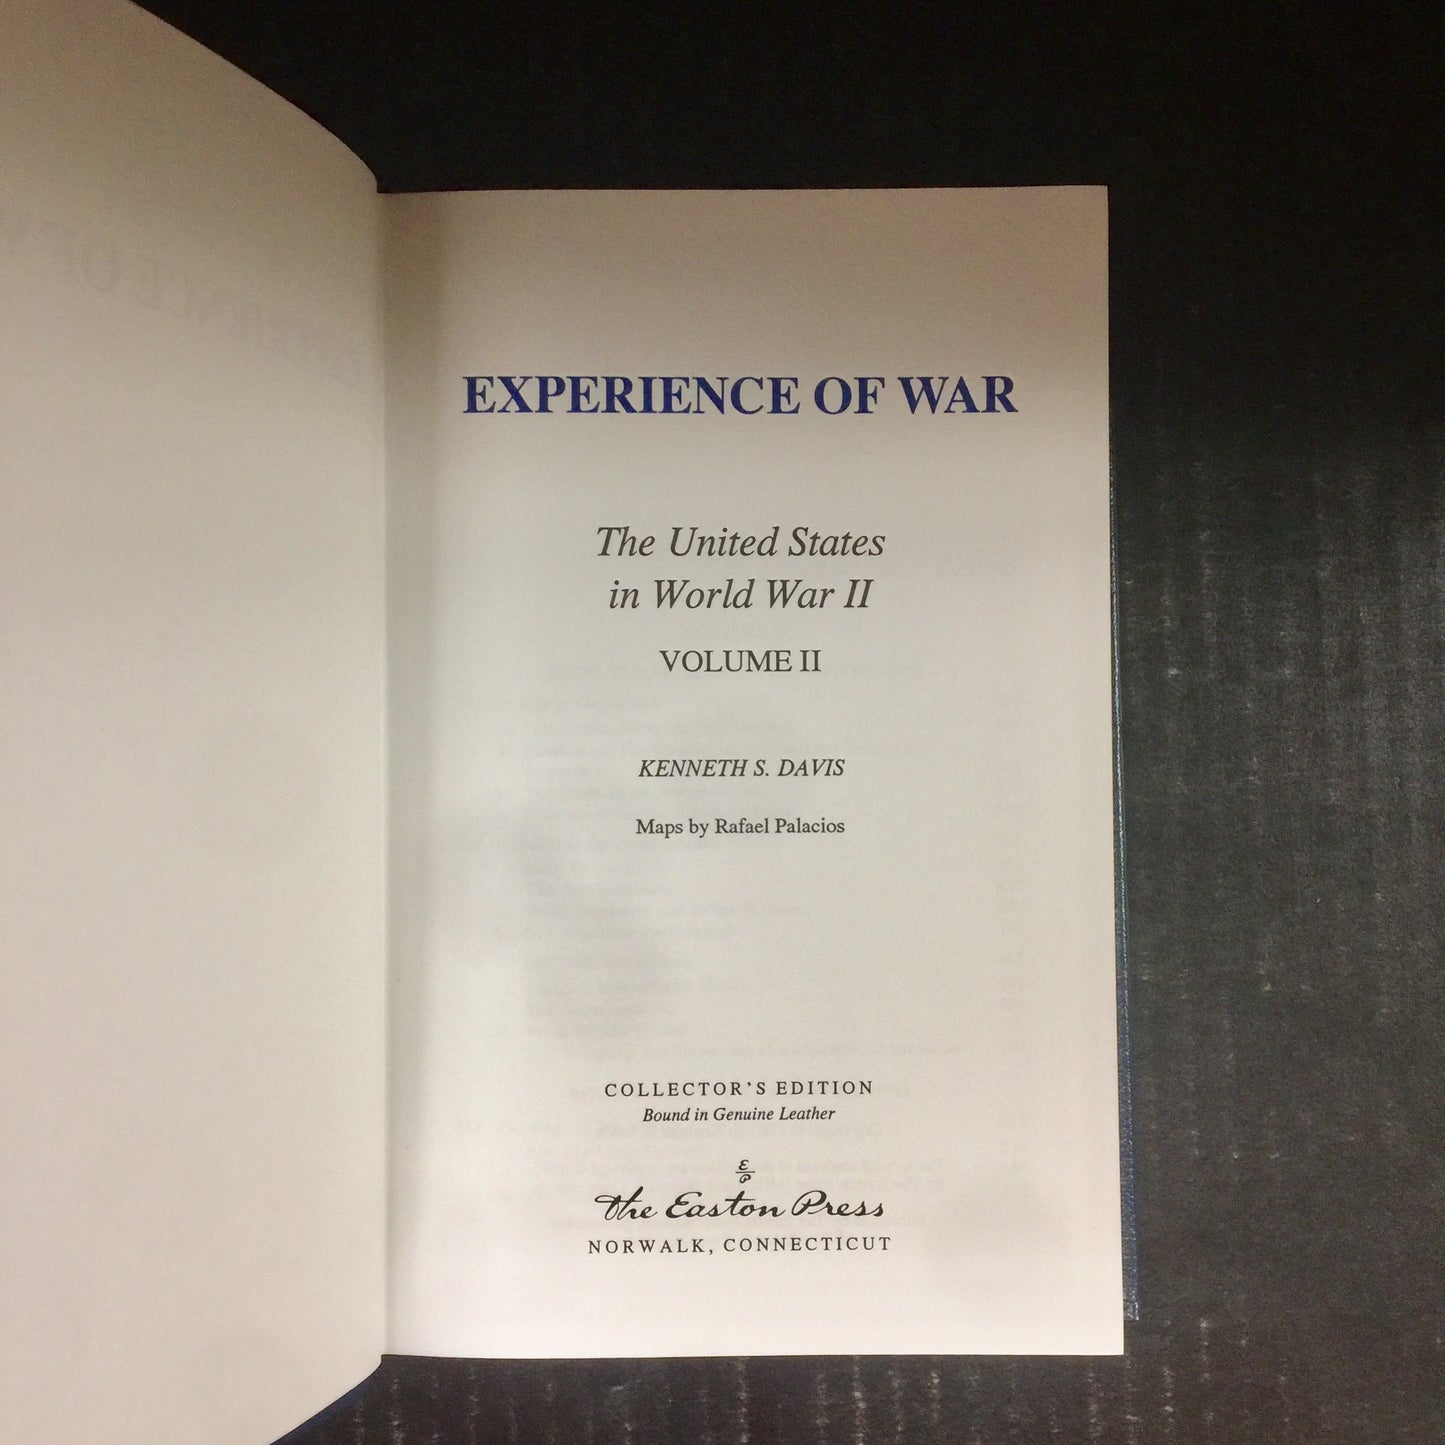 EXPERIENCE OF WAR
The United States
in World War II
VOLUME II
KENNETH S. DAVIS
Maps by Rafael Palacios
COLLECTOR'S EDITION
Bound in Genuine Leather
The Easton Press
NORWALK, CONNECTICUT